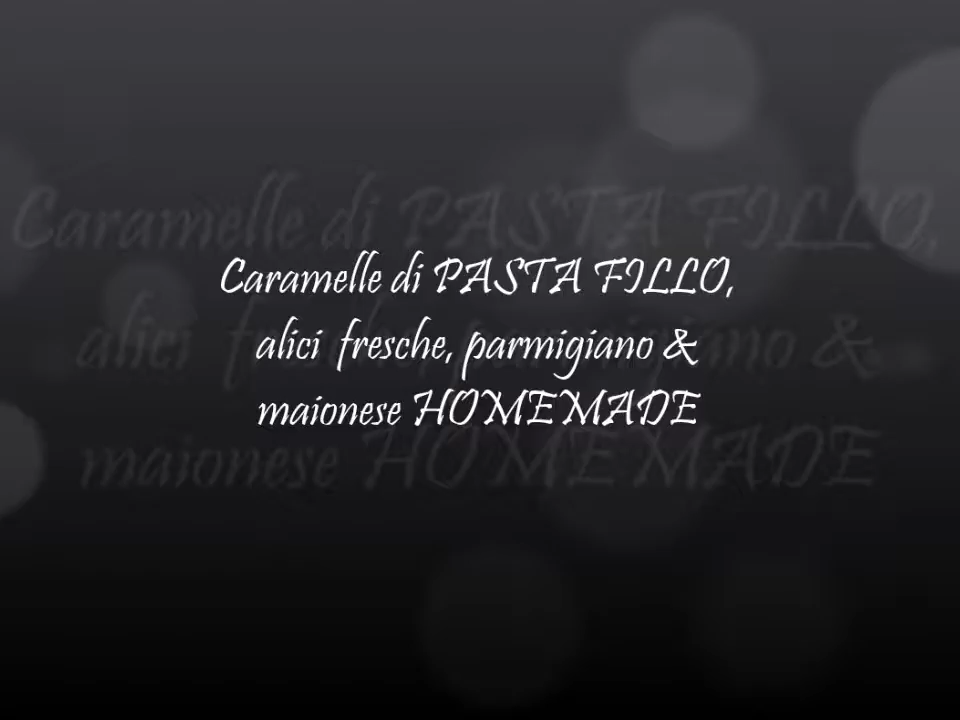 Caramelle di PASTA FILLO,
alici fresche, parmigiano &
maionese HOMEMADE